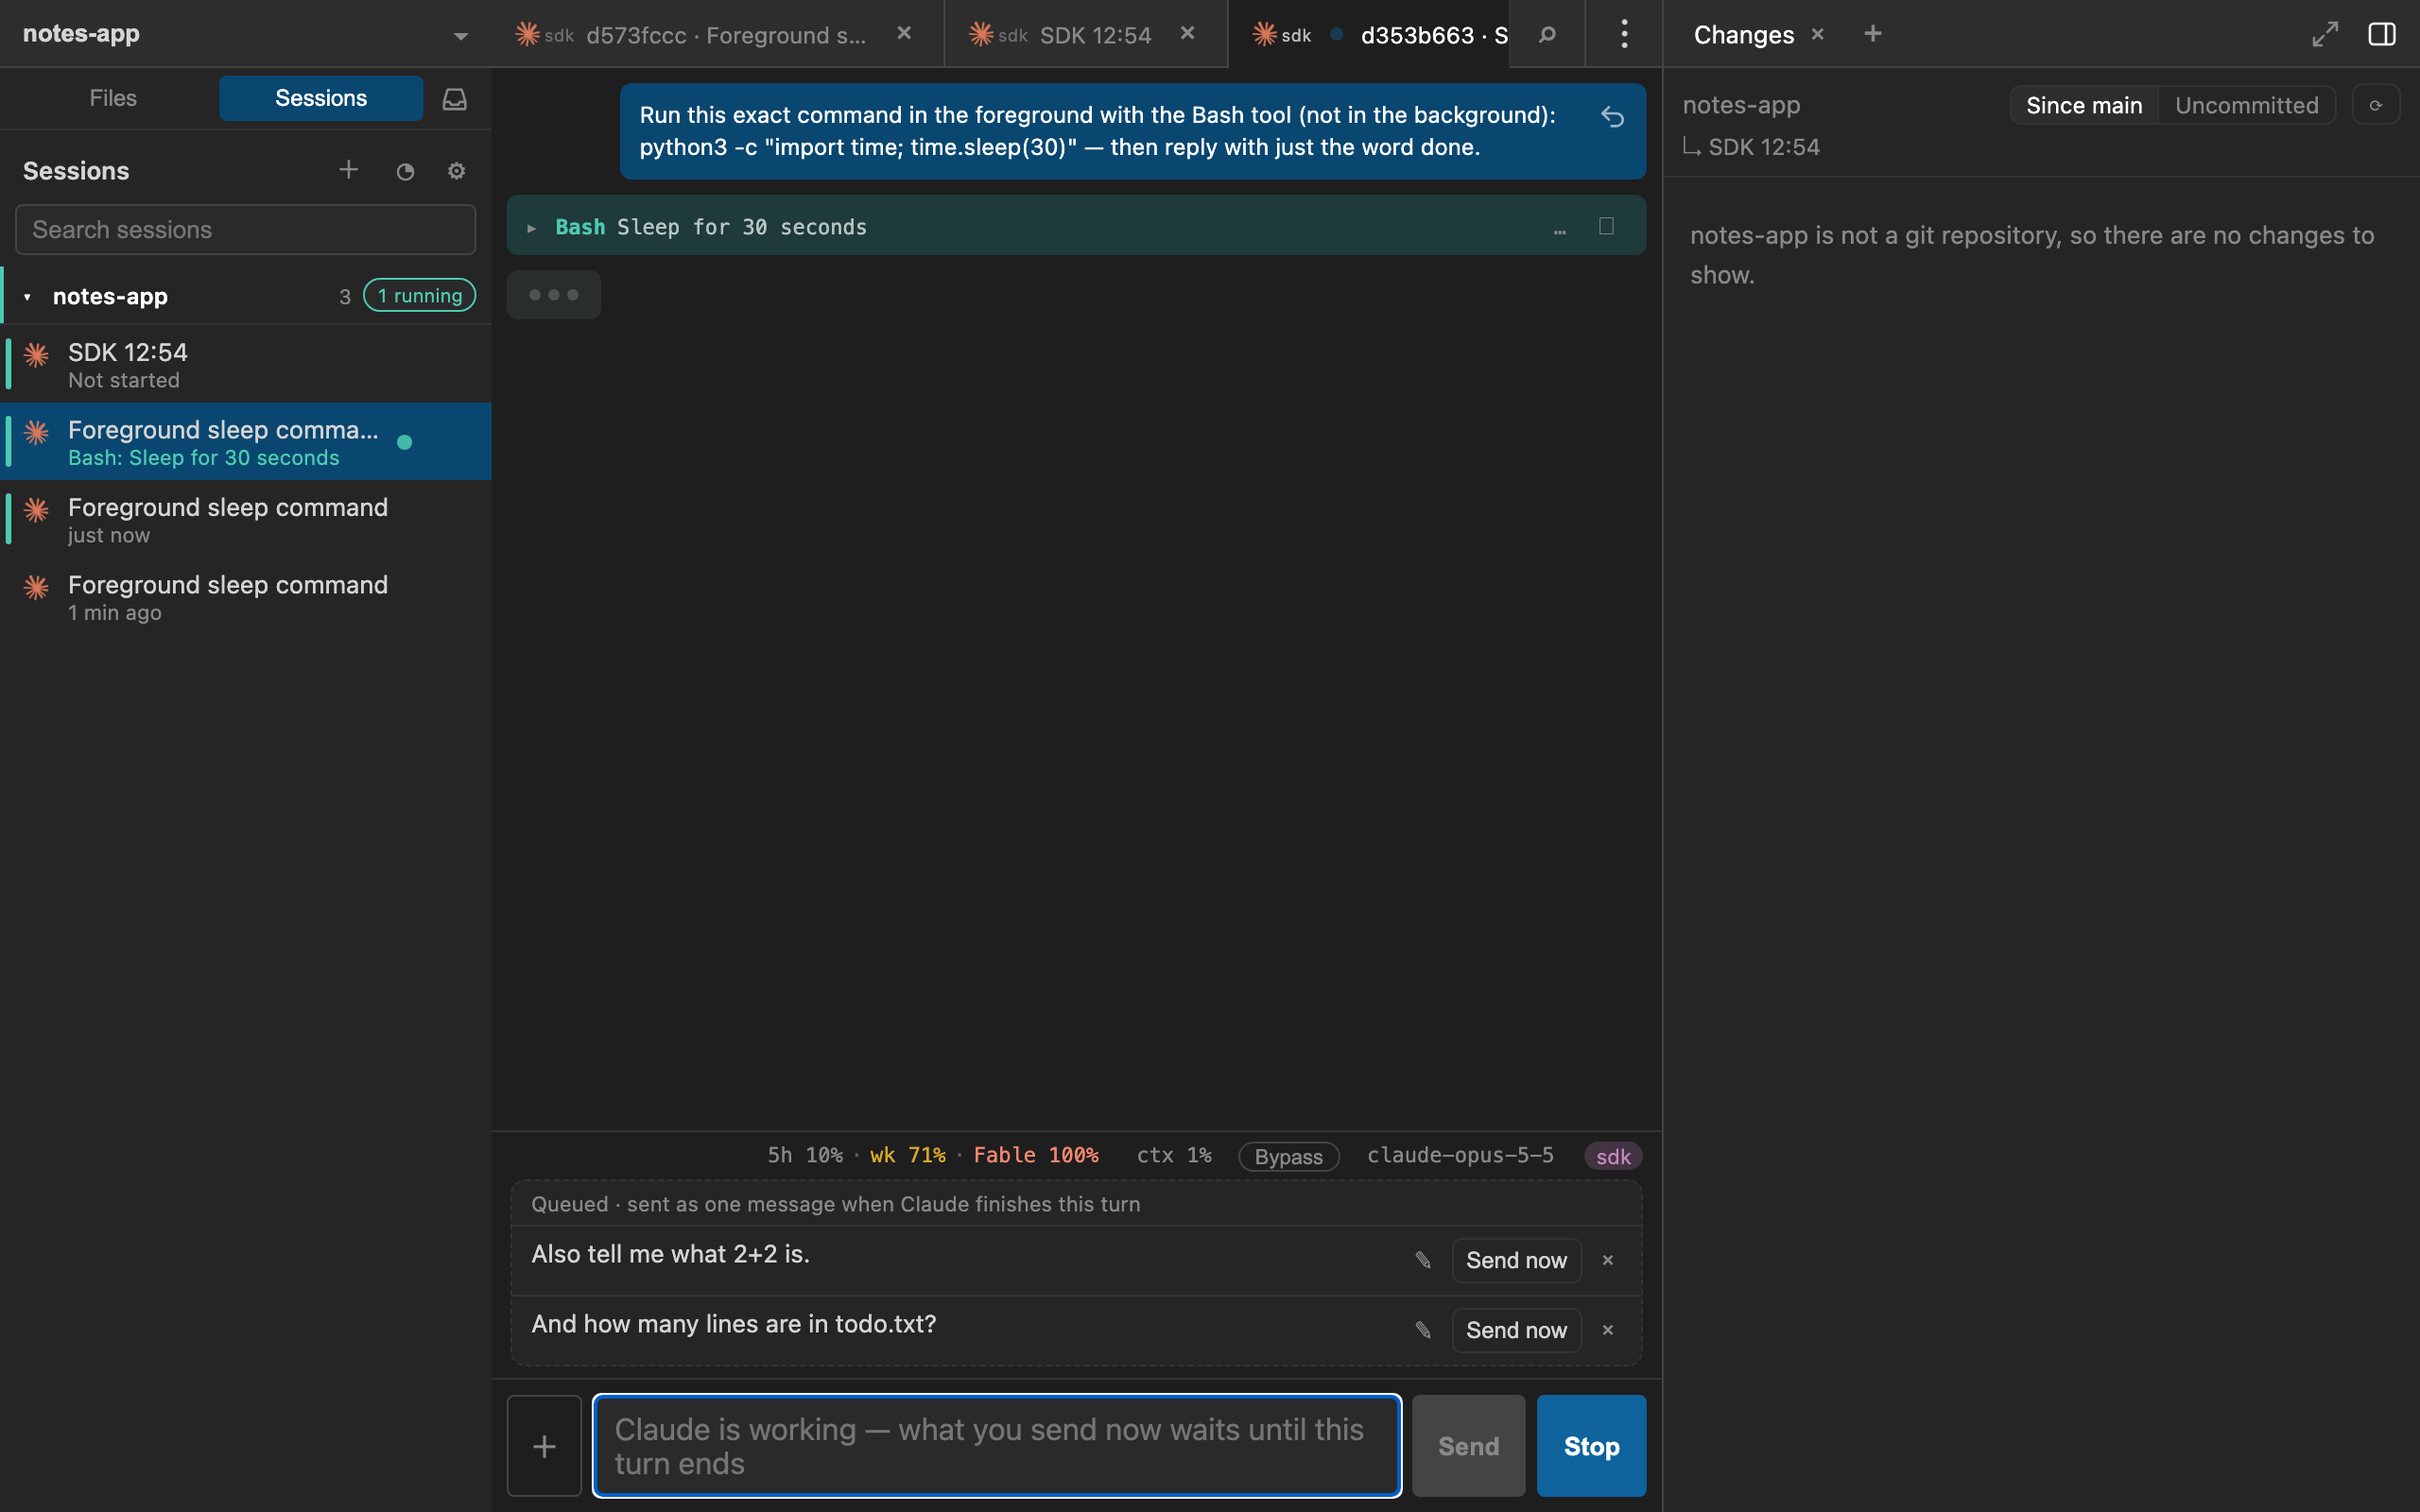 notes-app
sdk d573fccc · Foreground s...
sdk SDK 12:54
sdk d353b663 · S
Changes
Files
Sessions
Sessions
Search sessions
notes-app
3
1 running
SDK 12:54
Not started
Foreground sleep comma...
Bash: Sleep for 30 seconds
Foreground sleep command
just now
Foreground sleep command
1 min ago
Run this exact command in the foreground with the Bash tool (not in the background):
python3 -c "import time; time.sleep(30)" — then reply with just the word done.
Bash Sleep for 30 seconds
…
5h 10% · wk 71% · Fable 100%
ctx 1%
Bypass
claude-opus-5-5
sdk
Queued · sent as one message when Claude finishes this turn
Also tell me what 2+2 is.
Send now
And how many lines are in todo.txt?
Send now
Claude is working — what you send now waits until this
turn ends
Send
Stop
notes-app
Since main
Uncommitted
SDK 12:54
notes-app is not a git repository, so there are no changes to
show.